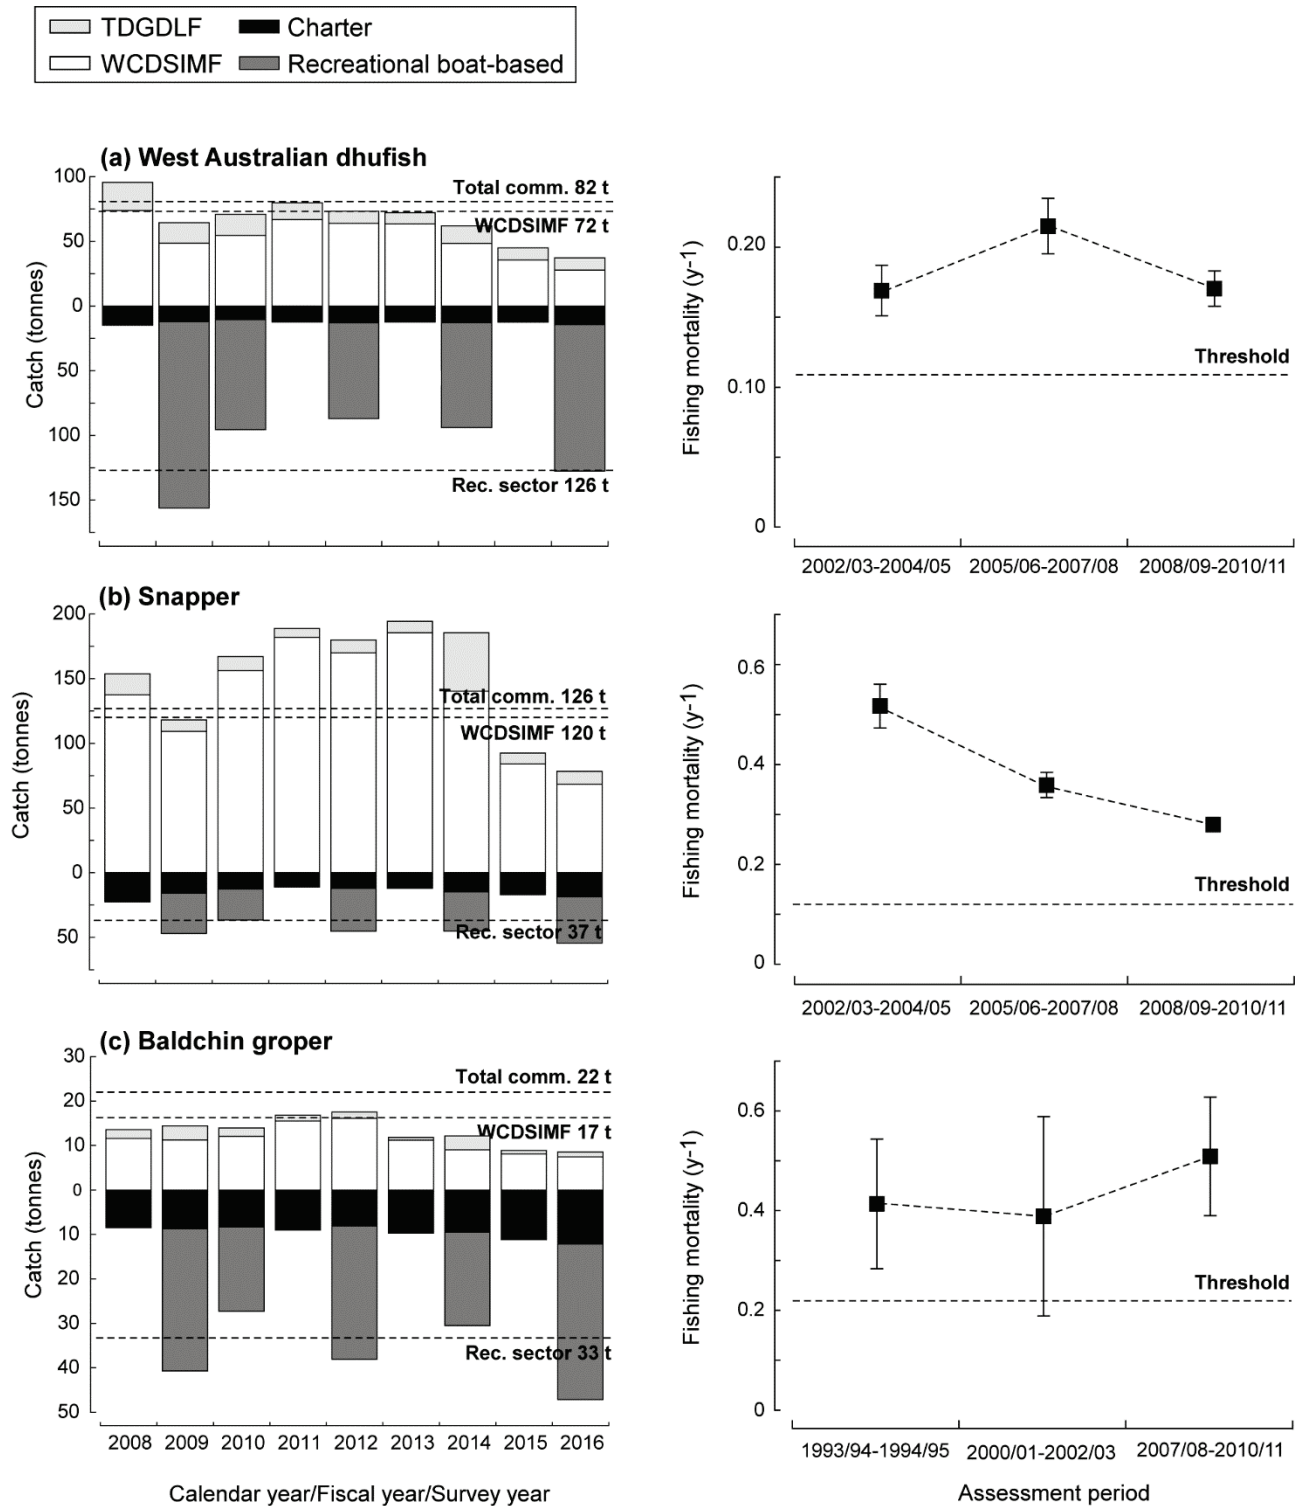 TDGDLF
Charter
WCDSIMF
Recreational boat-based
(a) West Australian dhufish
Catch (tonnes)
100
50
0
50
100
150
Total comm. 82 t
WCDSIMF 72 t
Rec. sector 126 t
Fishing mortality (y-1)
0.20
0.10
0
Threshold
2002/03-2004/05
2005/06-2007/08
2008/09-2010/11
(b) Snapper
Catch (tonnes)
200
150
100
50
0
50
Total comm. 126 t
WCDSIMF 120 t
Rec. sector 37 t
Fishing mortality (y-1)
0.6
0.4
0.2
0
Threshold
2002/03-2004/05
2005/06-2007/08
2008/09-2010/11
(c) Baldchin groper
Catch (tonnes)
30
20
10
0
10
20
30
40
50
Total comm. 22 t
WCDSIMF 17 t
Rec. sector 33 t
2008
2009
2010
2011
2012
2013
2014
2015
2016
Calendar year/Fiscal year/Survey year
Fishing mortality (y-1)
0.6
0.4
0.2
0
Threshold
1993/94-1994/95
2000/01-2002/03
2007/08-2010/11
Assessment period